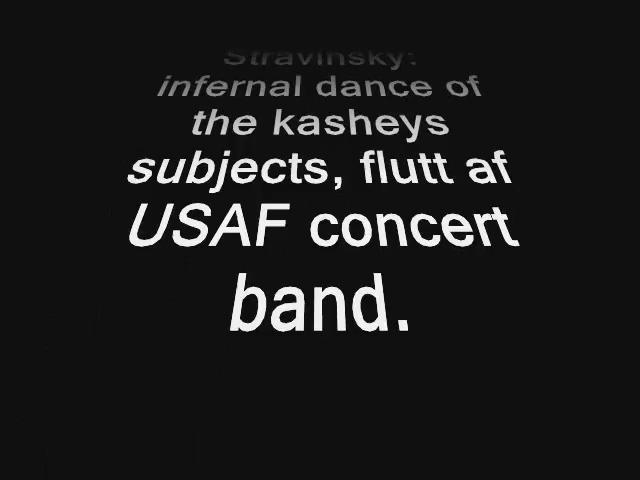 Stravinsky:
infernal dance of
the kasheys
subjects, flutt af
USAF concert
band.